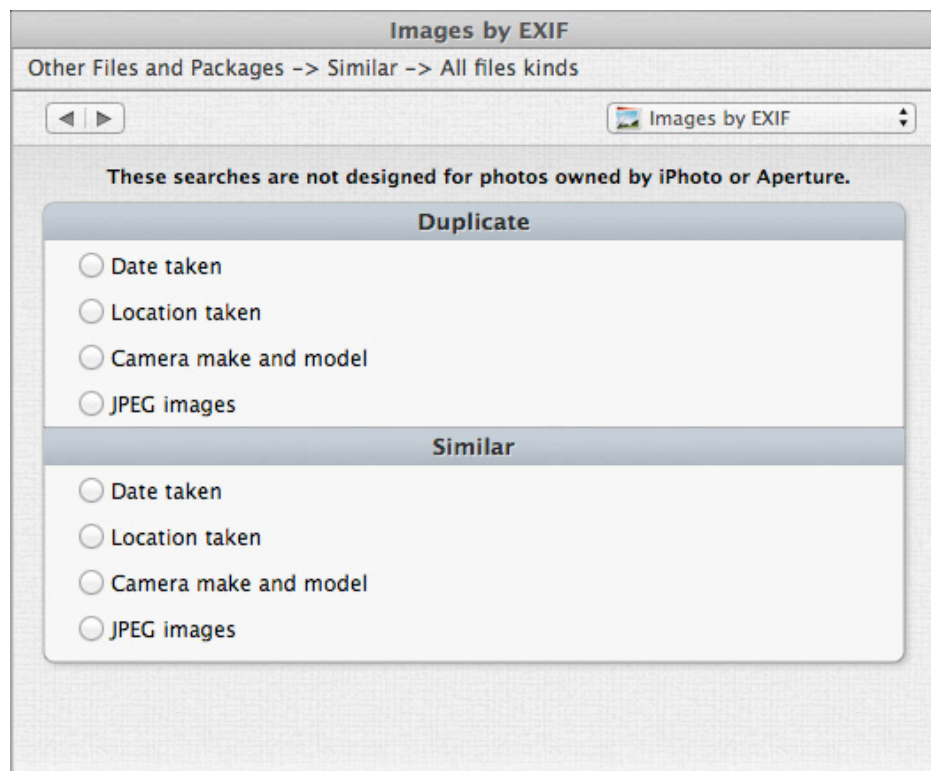 Images by EXIF
Other Files and Packages -> Similar -> All files kinds
Images by EXIF
These searches are not designed for photos owned by iPhoto or Aperture.
Duplicate
Date taken
Location taken
Camera make and model
JPEG images
Similar
Date taken
Location taken
Camera make and model
JPEG images